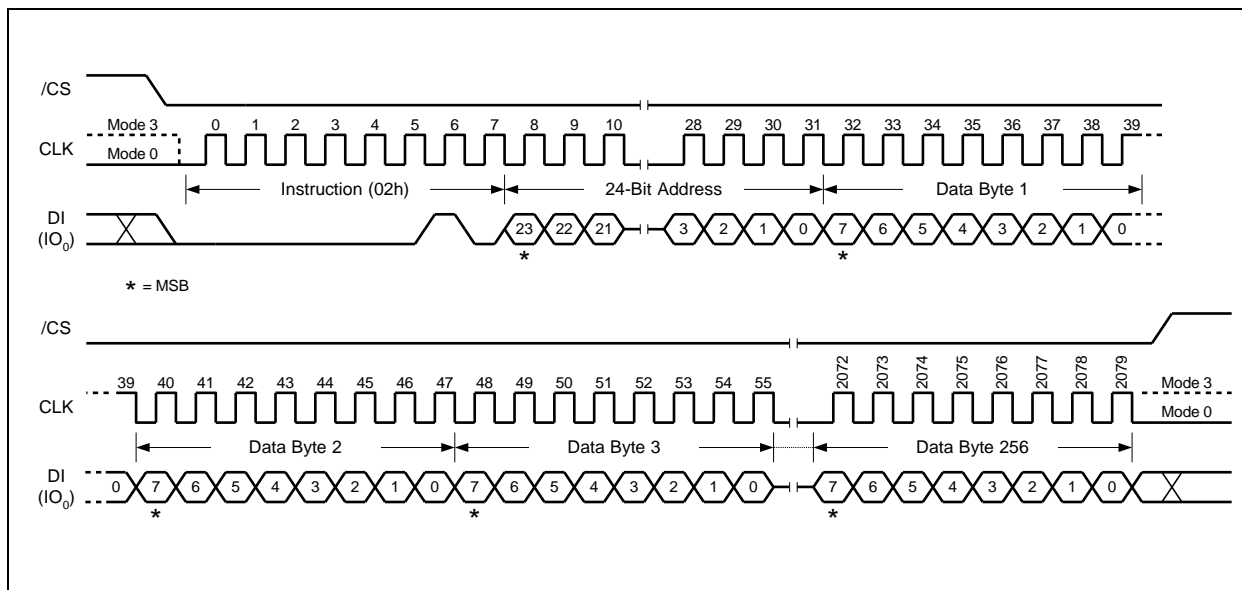 /CS
Mode 3 0 1 2 3 4 5 6 7 8 9 10 28 29 30 31 32 33 34 35 36 37 38 39
CLK Mode 0
Instruction (02h) 24-Bit Address Data Byte 1
DI
(IO0) 23 22 21 3 2 1 0 7 6 5 4 3 2 1 0
* *
* = MSB
/CS
39 40 41 42 43 44 45 46 47 48 49 50 51 52 53 54 55 2072 2073 2074 2075 2076 2077 2078 2079 Mode 3
CLK Mode 0
Data Byte 2 Data Byte 3 Data Byte 256
DI
(IO0) 0 7 6 5 4 3 2 1 0 7 6 5 4 3 2 1 0 7 6 5 4 3 2 1 0
* * *